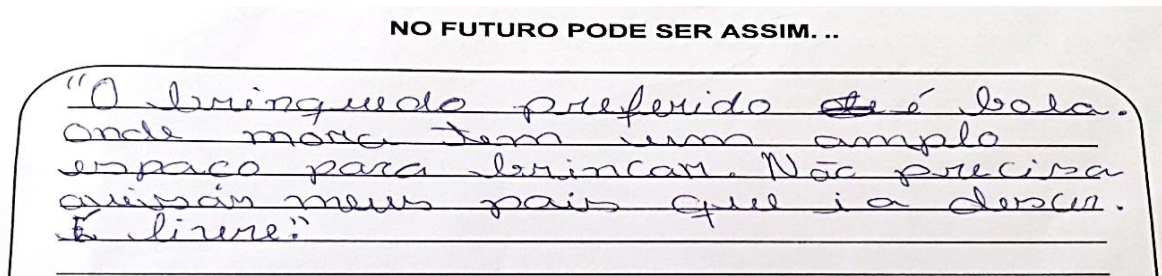 NO FUTURO PODE SER ASSIM. ..
"O brinquedo preferido é bola.
onde mora tem um amplo
espaço para brincar. Não precisa
avisar meus pais que ia descer.
É livre."